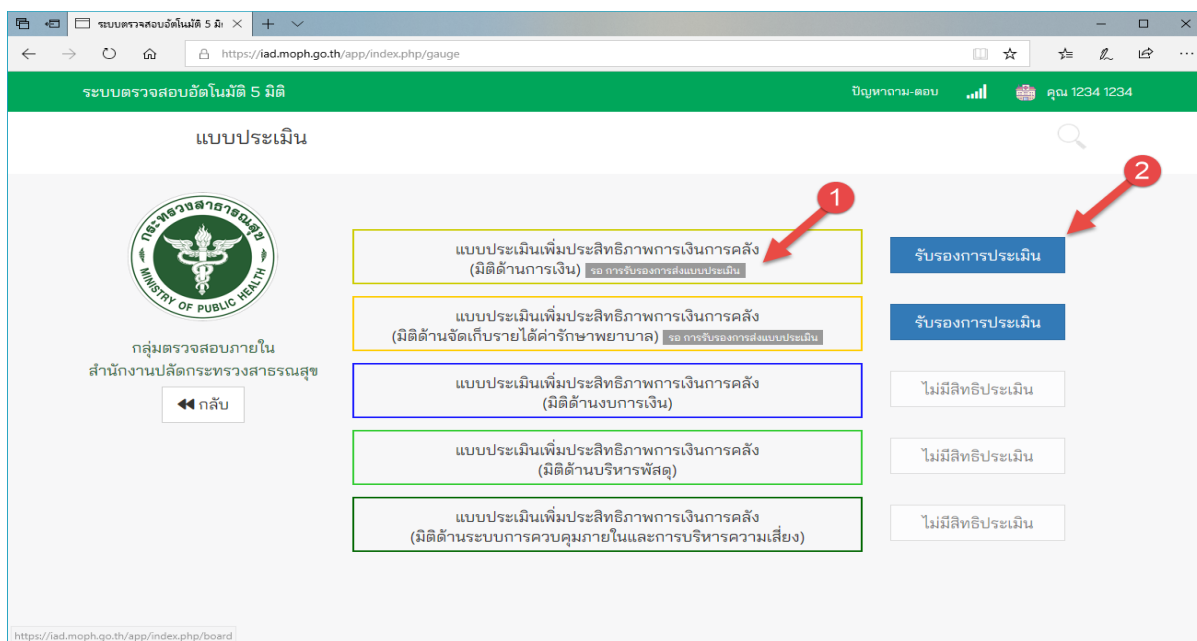 ระบบตรวจสอบอัตโนมัติ 5 มิ
https://iad.moph.go.th/app/index.php/gauge
ระบบตรวจสอบอัตโนมัติ 5 มิติ
ปัญหาถาม-ตอบ
คุณ 1234 1234
แบบประเมิน
1
2
กระทรวงสาธารณสุข
MINISTRY OF PUBLIC HEALTH
กลุ่มตรวจสอบภายใน
สำนักงานปลัดกระทรวงสาธรณสุข
กลับ
แบบประเมินเพิ่มประสิทธิภาพการเงินการคลัง
(มิติด้านการเงิน) รอ การรับรองการส่งแบบประเมิน
รับรองการประเมิน
แบบประเมินเพิ่มประสิทธิภาพการเงินการคลัง
(มิติด้านจัดเก็บรายได้ค่ารักษาพยาบาล) รอ การรับรองการส่งแบบประเมิน
รับรองการประเมิน
แบบประเมินเพิ่มประสิทธิภาพการเงินการคลัง
(มิติด้านงบการเงิน)
ไม่มีสิทธิประเมิน
แบบประเมินเพิ่มประสิทธิภาพการเงินการคลัง
(มิติด้านบริหารพัสดุ)
ไม่มีสิทธิประเมิน
แบบประเมินเพิ่มประสิทธิภาพการเงินการคลัง
(มิติด้านระบบการควบคุมภายในและการบริหารความเสี่ยง)
ไม่มีสิทธิประเมิน
https://iad.moph.go.th/app/index.php/board